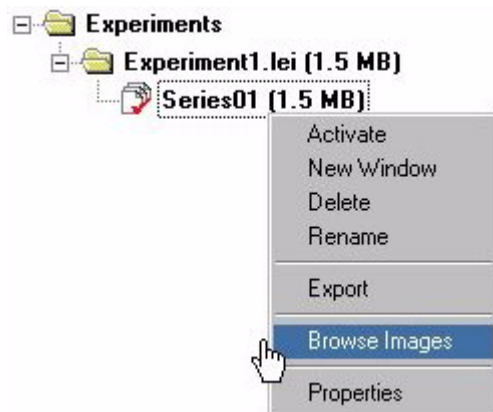 Experiments
Experiment1.lei (1.5 MB)
Series01 (1.5 MB)
Activate
New Window
Delete
Rename
Export
Browse Images
Properties